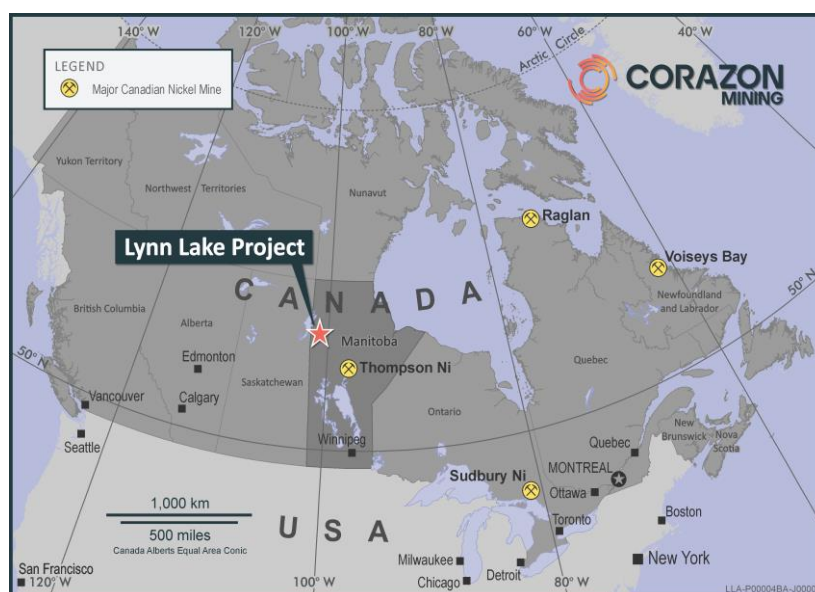 140° W
120° W
100° W
80° W
60° W
40° W
Arctic Circle
LEGEND
Major Canadian Nickel Mine
CORAZON
MINING
Yukon Territory
Northwest Territories
Nunavut
Raglan
Lynn Lake Project
Voiseys Bay
50° N
CANADA
Newfoundland
and Labrador
British Columbia
Alberta
Manitoba
Edmonton
Thompson Ni
Quebec
50° N
Saskatchewan
Vancouver
Calgary
Ontario
Seattle
Winnipeg
New
Brunswick
Nova
Scotia
Quebec
MONTREAL
Sudbury Ni
Ottawa
1,000 km
500 miles
Canada Alberts Equal Area Conic
USA
Toronto
Boston
San Francisco
Milwaukee
Chicago
Detroit
New York
120° W
100° W
80° W
LLA-P00004BA-J0000